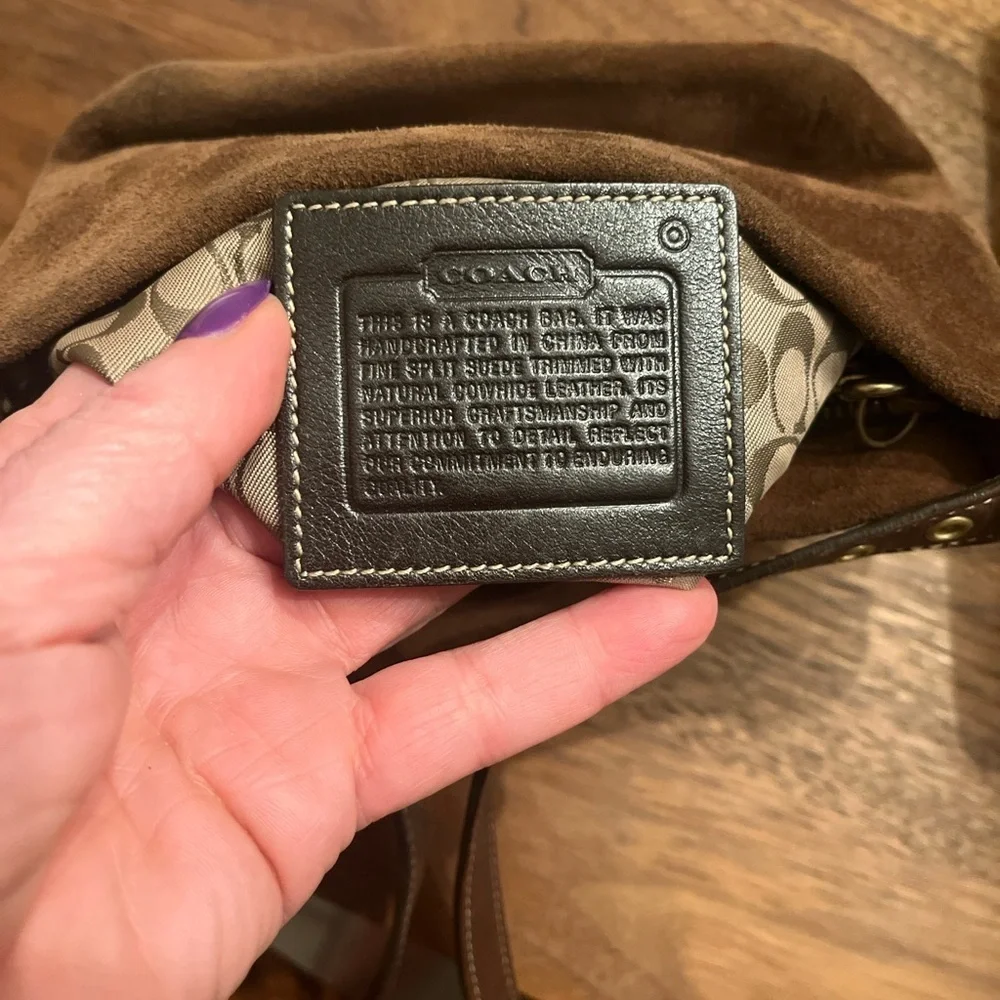 COACH
THIS IS A COACH BAG. IT WAS
HANDCRAFTED IN CHINA FROM
FINE SPLIT SUEDE TRIMMED WITH
NATURAL COWHIDE LEATHER. ITS
SUPERIOR CRAFTSMANSHIP AND
ATTENTION TO DETAIL REFLECT
OUR COMMITMENT TO ENDURING
QUALITY.